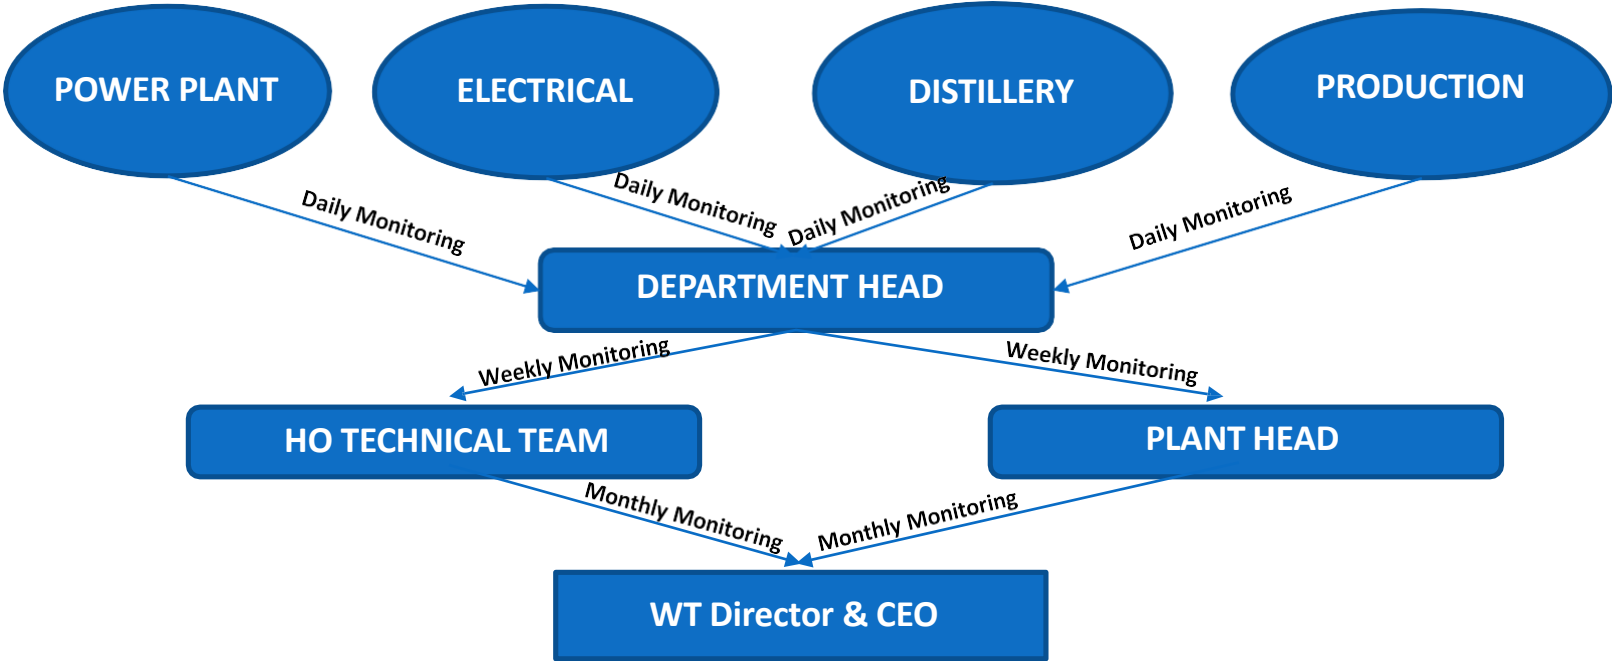 POWER PLANT
ELECTRICAL
DISTILLERY
PRODUCTION
Daily Monitoring
Daily Monitoring
Daily Monitoring
Daily Monitoring
DEPARTMENT HEAD
Weekly Monitoring
Weekly Monitoring
HO TECHNICAL TEAM
PLANT HEAD
Monthly Monitoring
Monthly Monitoring
WT Director & CEO